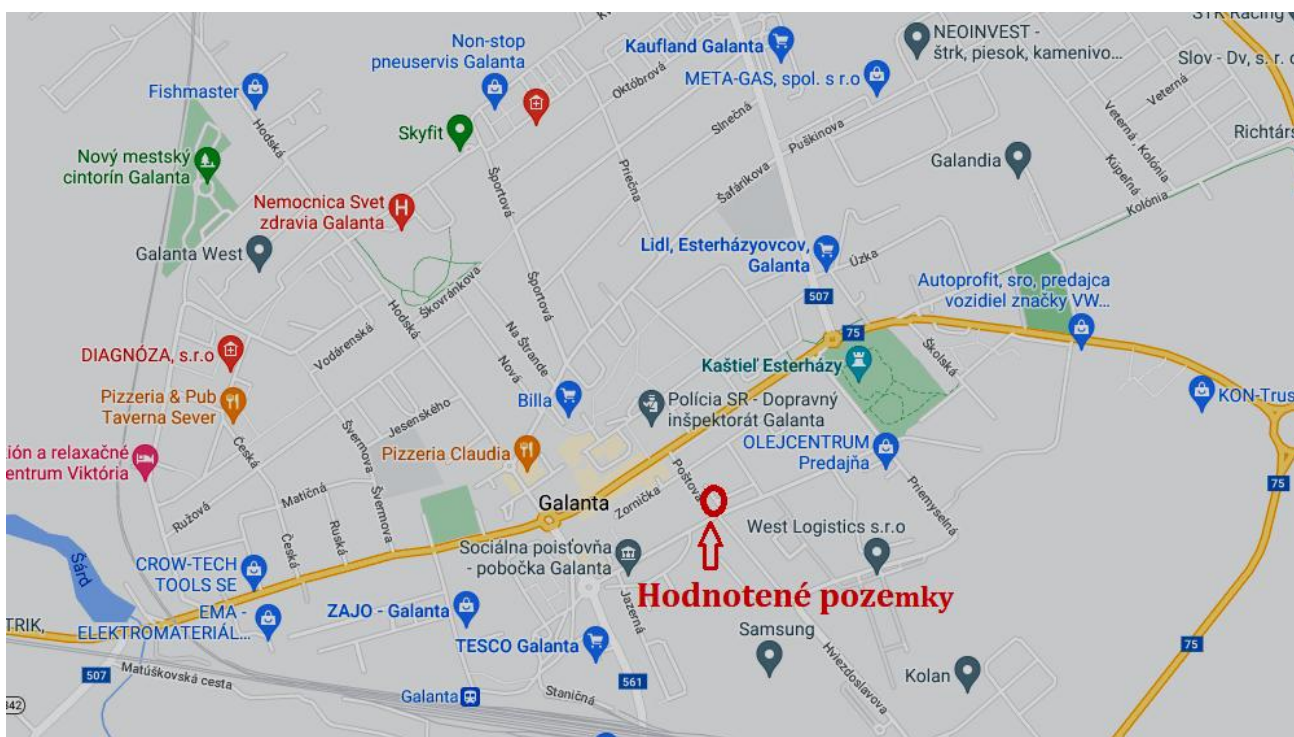 STK Racing
NEOINVEST -
štrk, piesok, kamenivo...
Non-stop
pneuservis Galanta
Kaufland Galanta
META-GAS, spol. s r.o
Slov - Dv, s. r. o
Októbrová
Fishmaster
Hodská
Skyfit
Slnečná
Puškinova
Veterná
Veterná, Kolónia
Richtárs
Nový mestský
cintorín Galanta
Športová
Priečna
Šafárikova
Galandia
Kúpeľná
Kolónia
Nemocnica Svet
zdravia Galanta
Galanta West
Škovránkova
Hodská
Športová
Lidl, Esterházyovcov,
Galanta
Úzka
507
Autoprofit, sro, predajca
vozidiel značky VW...
75
Vodárenská
Na Strande
Nová
DIAGNÓZA, s.r.o
Kaštieľ Esterházy
Školská
Pizzeria & Pub
Taverna Sever
Billa
Polícia SR - Dopravný
inšpektorát Galanta
KON-Trus
Jesenského
Švermova
Česká
Pizzeria Claudia
OLEJCENTRUM
Predajňa
ión a relaxačné
entrum Viktória
Matičná
Ružová
Česká
Ruská
Švermova
Galanta
Zornička
Poštová
Priemyselná
75
West Logistics s.r.o
Šárd
CROW-TECH
TOOLS SE
Sociálna poisťovňa
- pobočka Galanta
Hodnotené pozemky
EMA -
ELEKTROMATERIÁL...
TRIK,
ZAJO - Galanta
Jazerná
Samsung
TESCO Galanta
75
507
Matúškovská cesta
Hviezdoslavova
Kolan
Galanta
Staničná
561
342